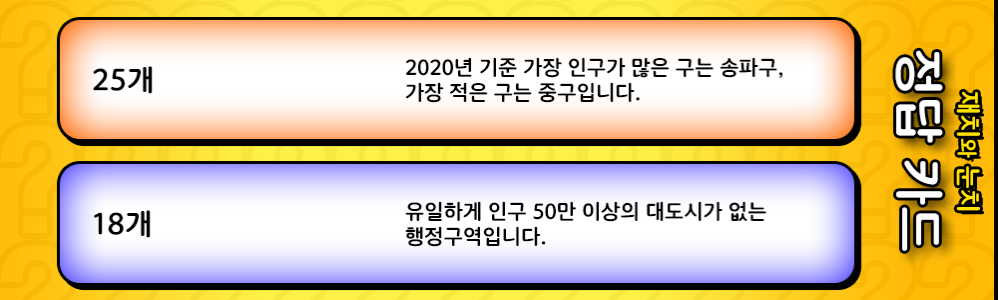 25개
2020년 기준 가장 인구가 많은 구는 송파구,
가장 적은 구는 중구입니다.
18개
유일하게 인구 50만 이상의 대도시가 없는
행정구역입니다.
재치와 눈치
정답 카드